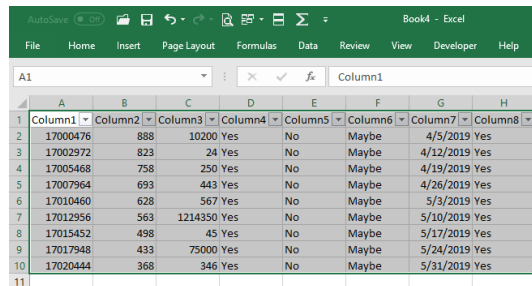 AutoSave Off Book4 - Excel
File Home Insert Page Layout Formulas Data Review View Developer Help
A1 fx Column1
A B C D E F G H
1 Column1 Column2 Column3 Column4 Column5 Column6 Column7 Column8
2 17000476 888 10200 Yes No Maybe 4/5/2019 Yes
3 17002972 823 24 Yes No Maybe 4/12/2019 Yes
4 17005468 758 250 Yes No Maybe 4/19/2019 Yes
5 17007964 693 443 Yes No Maybe 4/26/2019 Yes
6 17010460 628 567 Yes No Maybe 5/3/2019 Yes
7 17012956 563 1214350 Yes No Maybe 5/10/2019 Yes
8 17015452 498 45 Yes No Maybe 5/17/2019 Yes
9 17017948 433 75000 Yes No Maybe 5/24/2019 Yes
10 17020444 368 346 Yes No Maybe 5/31/2019 Yes
11